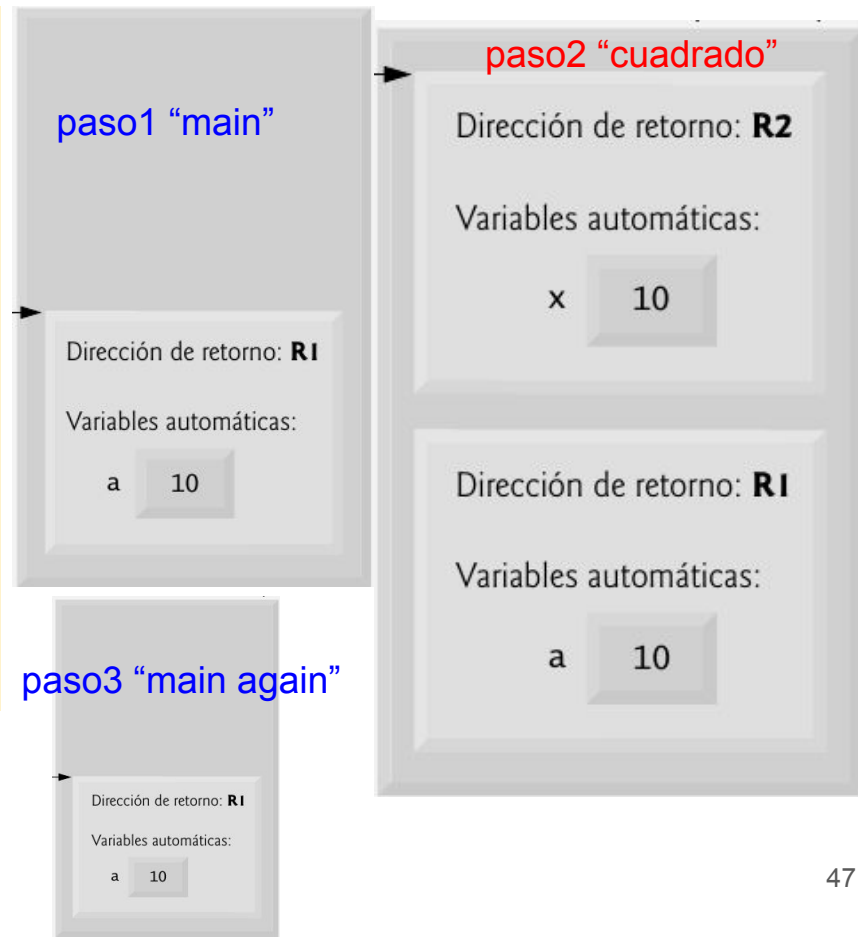 paso1 “main”
Dirección de retorno: R1
Variables automáticas:
a 10
paso2 “cuadrado”
Dirección de retorno: R2
Variables automáticas:
x 10
Dirección de retorno: R1
Variables automáticas:
a 10
paso3 “main again”
Dirección de retorno: R1
Variables automáticas:
a 10
47